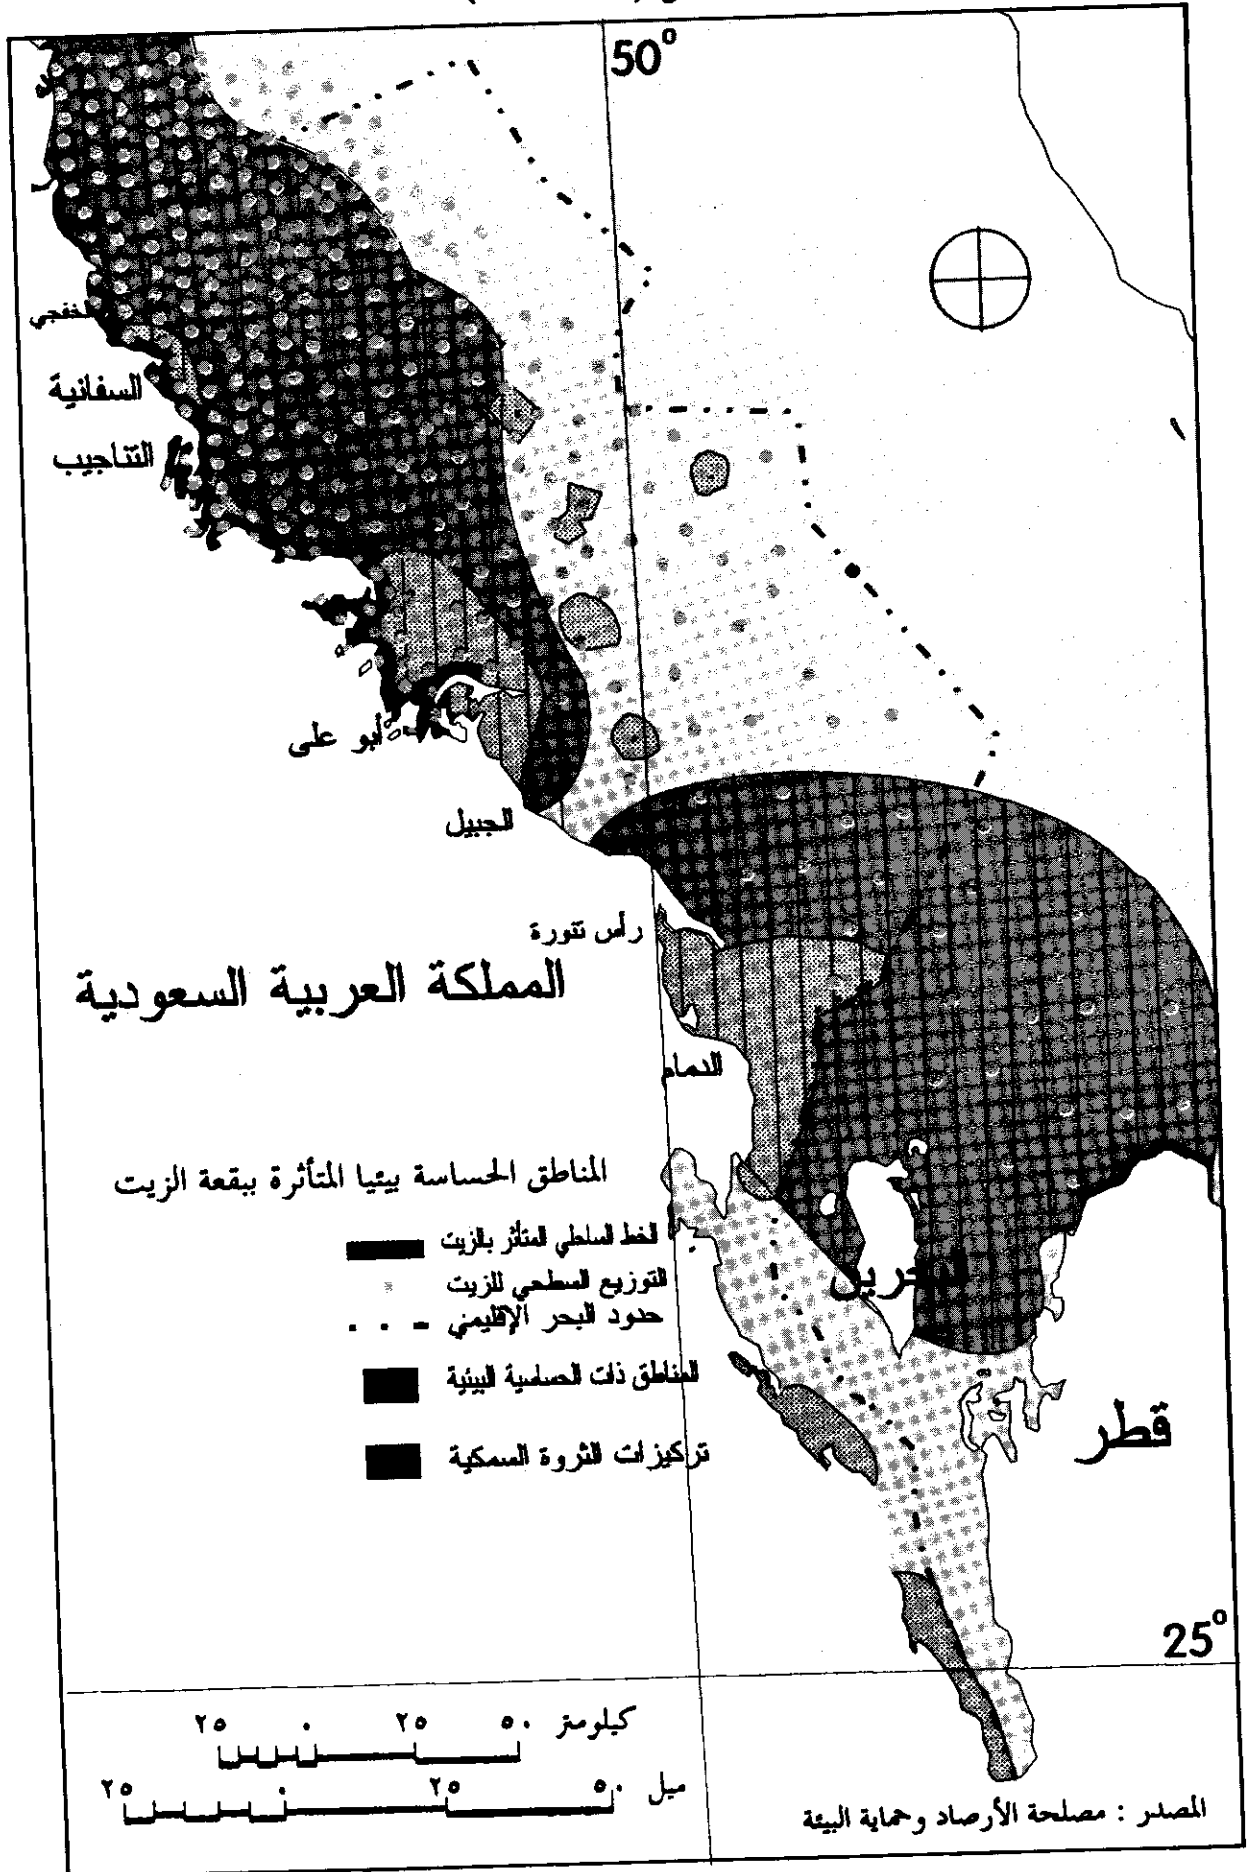 50°
الخفجي
السفانية
التناجيب
أبو على
الجبيل
رأس تنورة
المملكة العربية السعودية
الدمام
المناطق الحساسة بيئيا المتأثرة ببقعة الزيت
الخط الساحلي المتأثر بالزيت
التوزيع السطحي للزيت
حدود البحر الإقليمي
المناطق ذات الحساسية البيئية
تركيزات الثروة السمكية
البحرين
قطر
25°
٢٥ ٠ ٢٥ ٥٠ كيلومتر
٢٥ ٠ ٢٥ ٥٠ ميل
المصدر : مصلحة الأرصاد وحماية البيئة